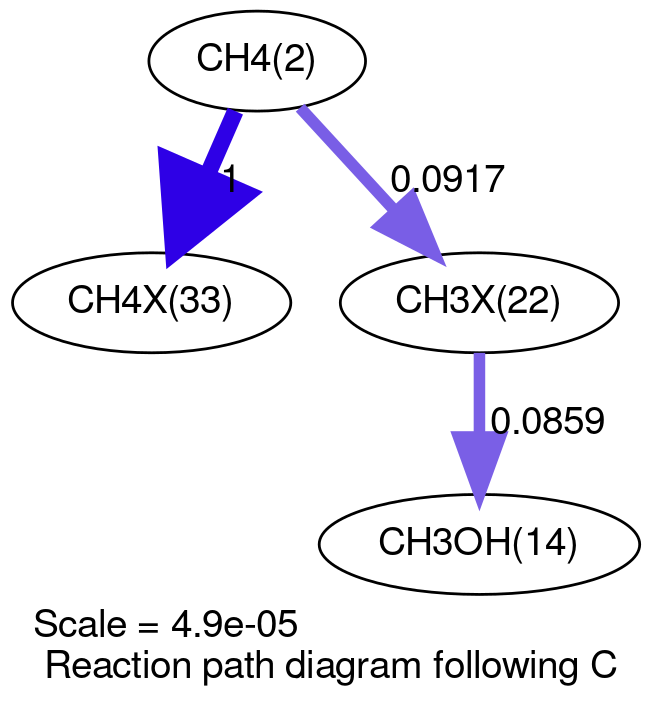 CH4(2)
1
0.0917
CH4X(33)
CH3X(22)
0.0859
CH3OH(14)
Scale = 4.9e-05
Reaction path diagram following C